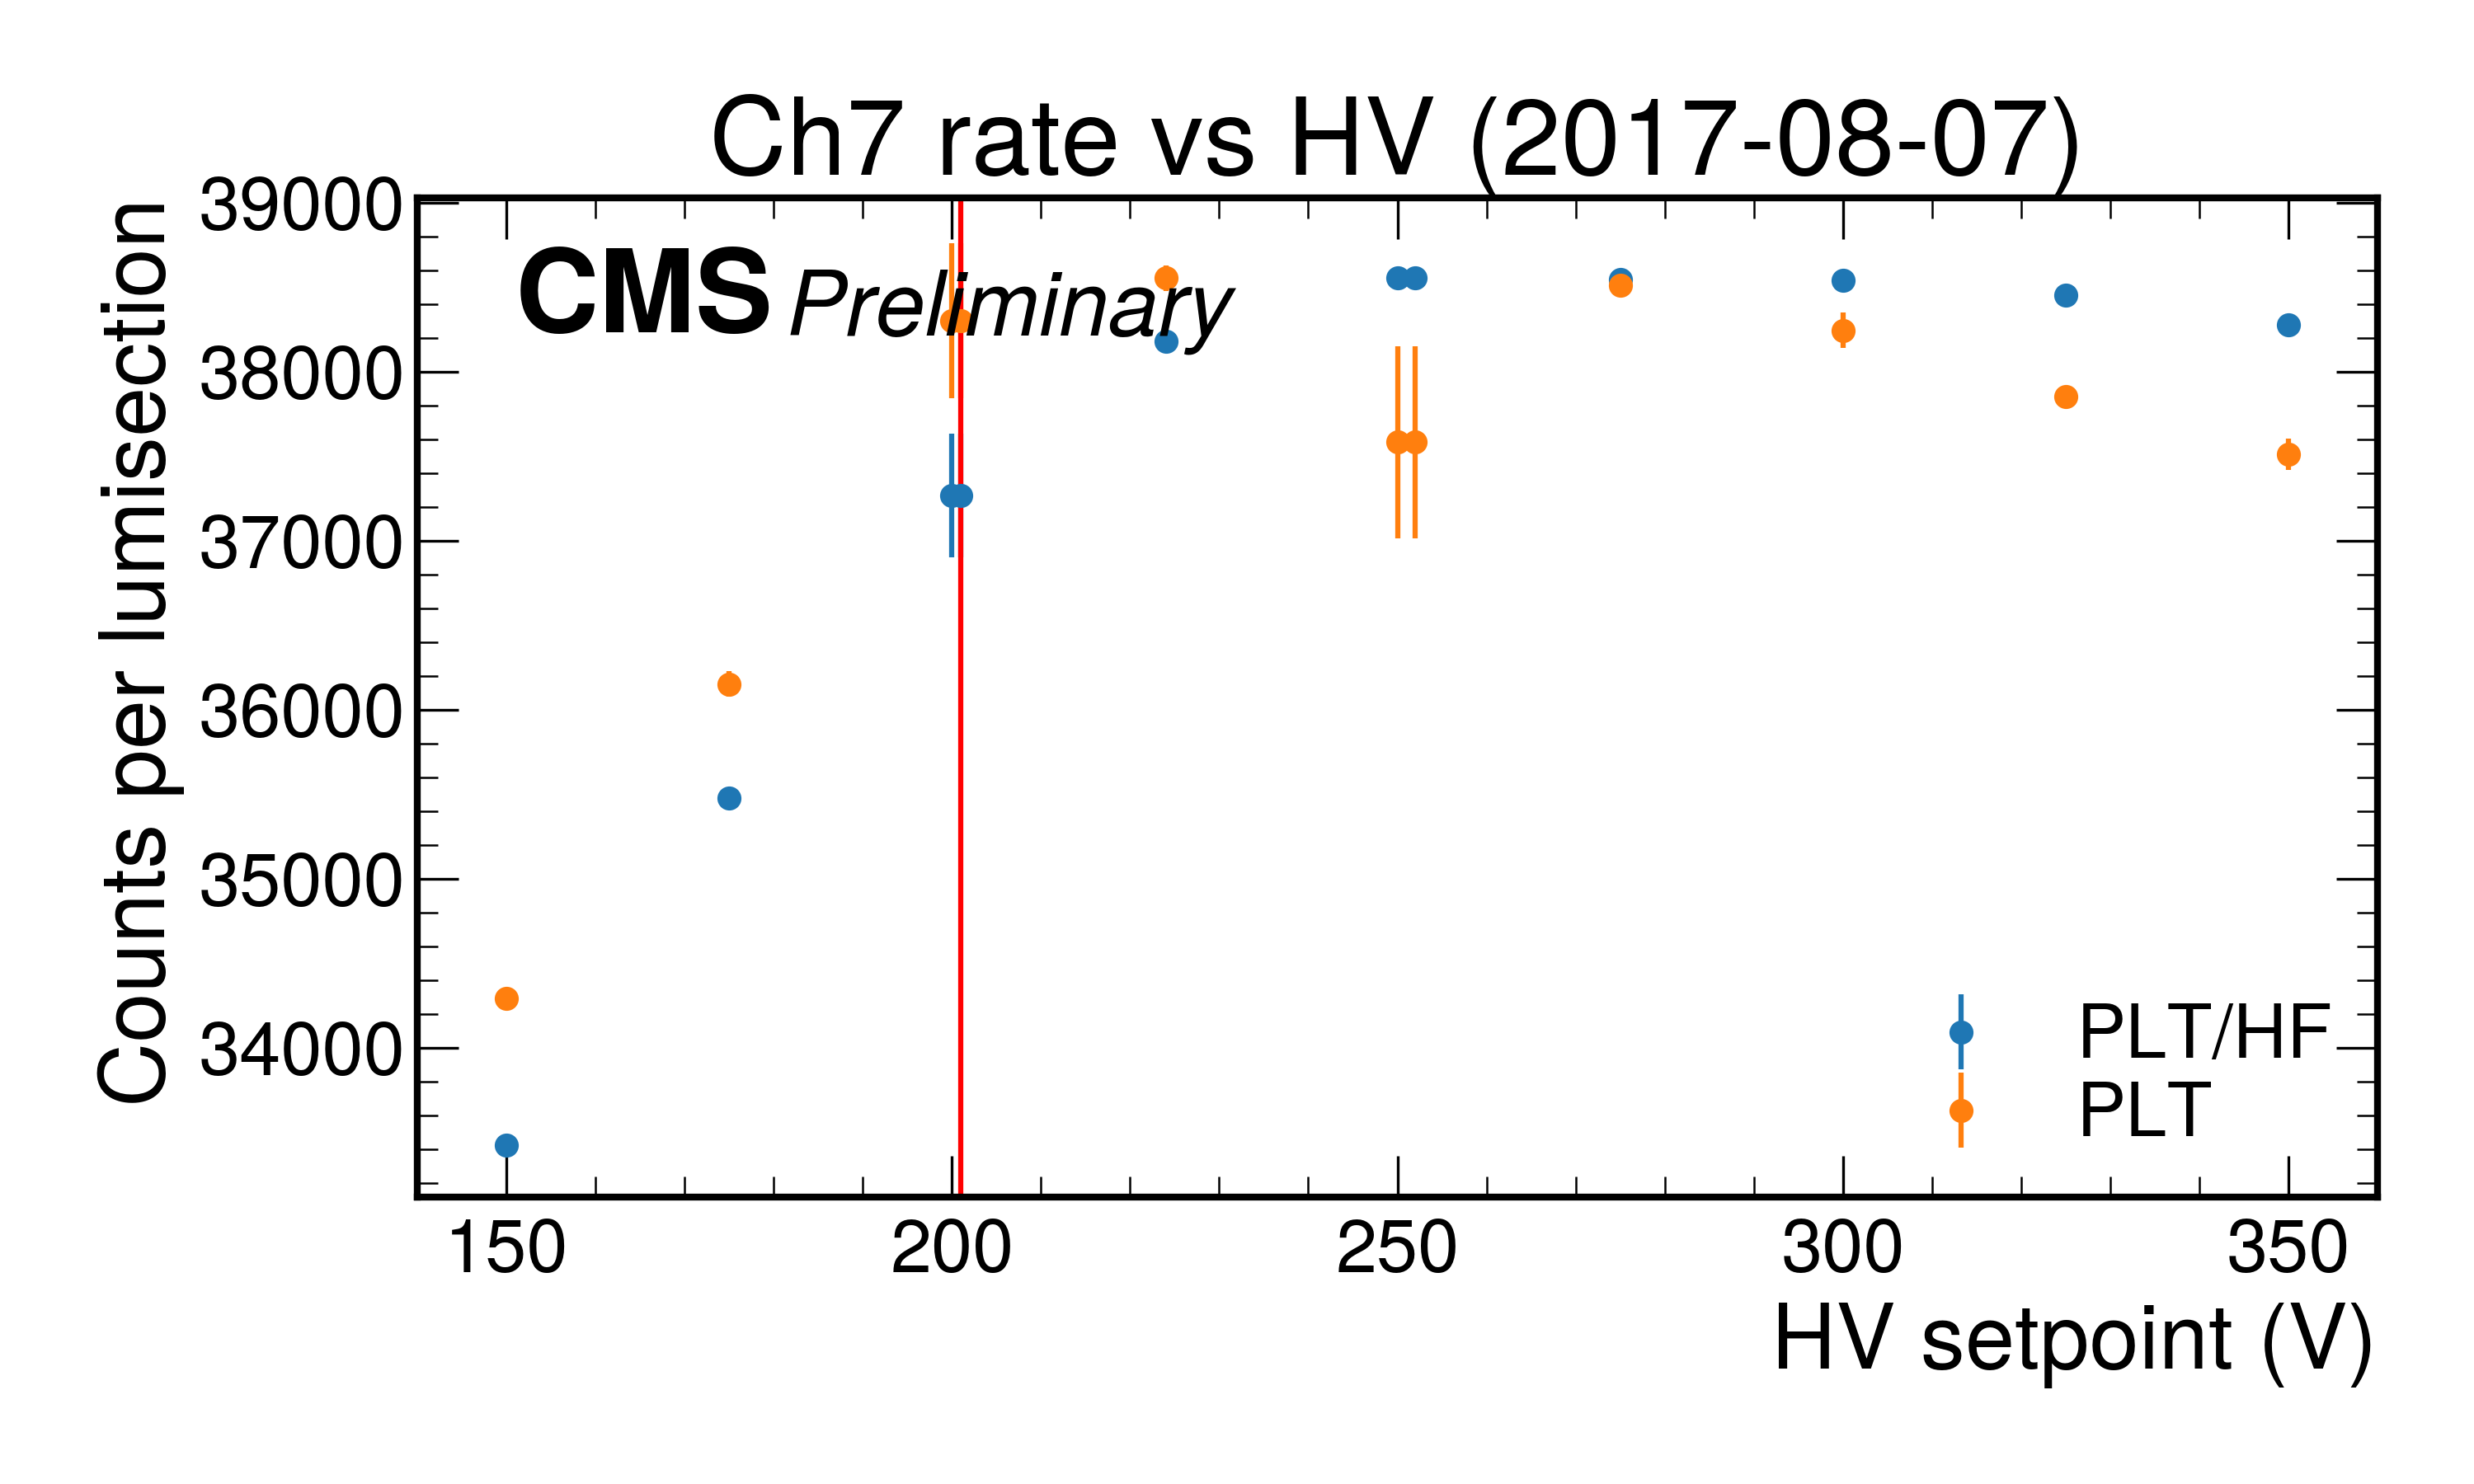 Ch7 rate vs HV (2017-08-07)
CMS Preliminary
Counts per lumisection
39000
38000
37000
36000
35000
34000
PLT/HF
PLT
150 200 250 300 350
HV setpoint (V)